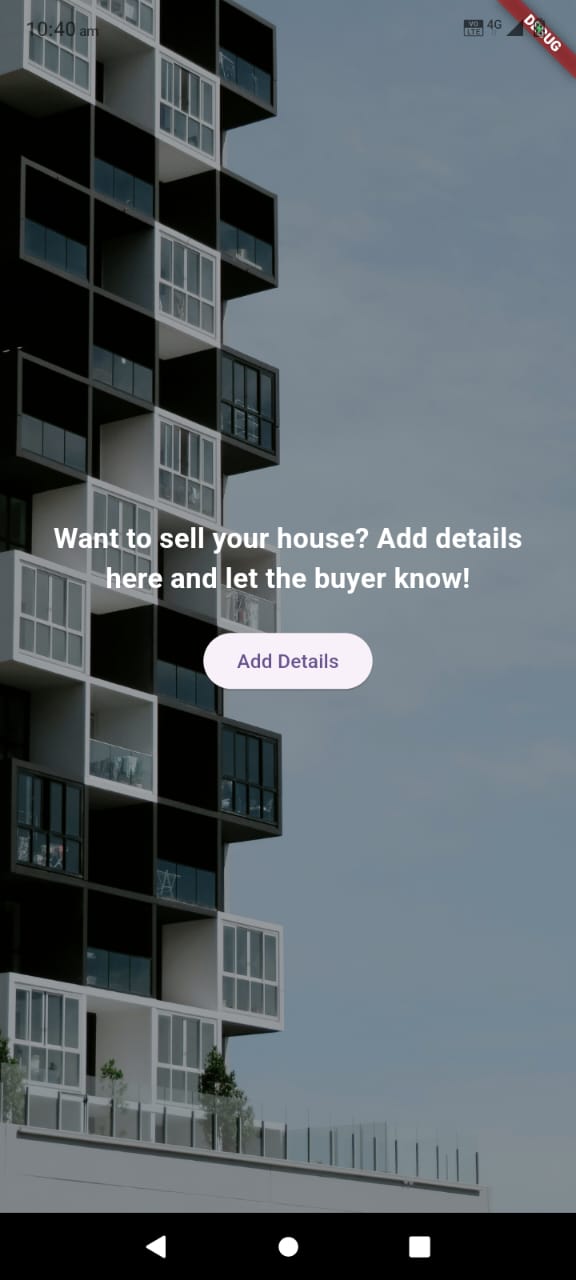 10:40 am
VO LTE 4G
DEBUG
Want to sell your house? Add details
here and let the buyer know!
Add Details